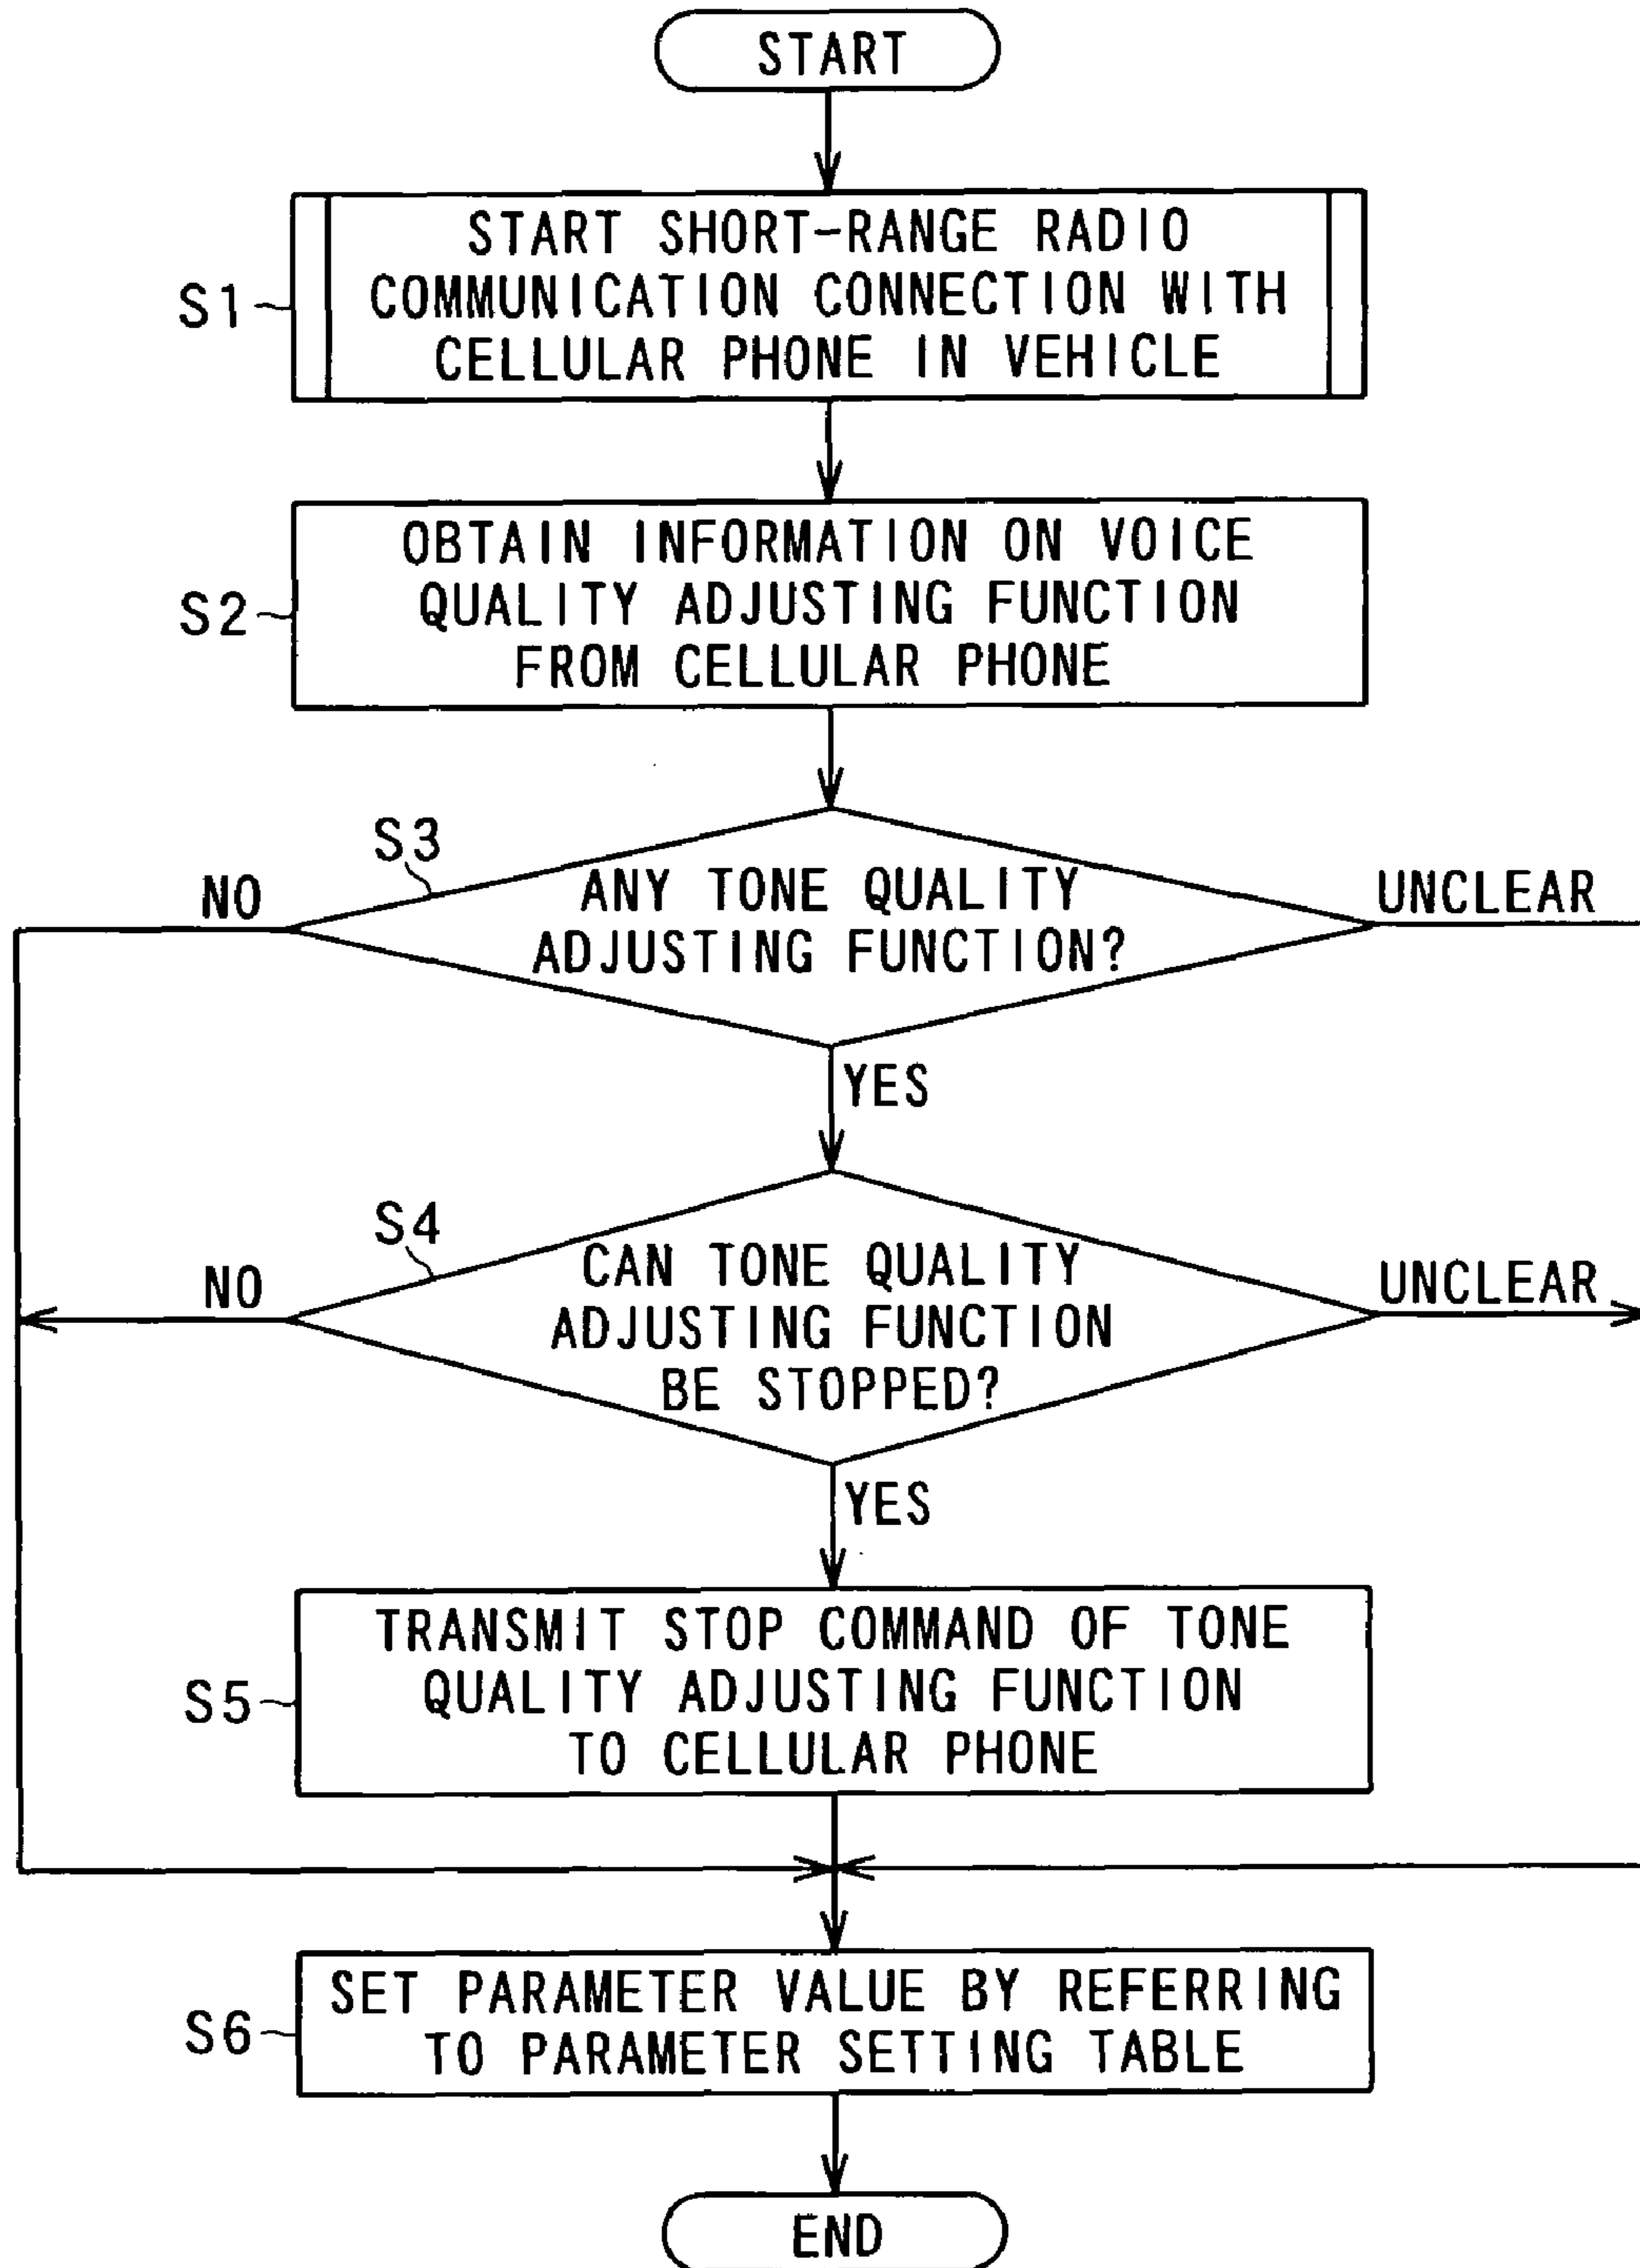 START
S1
START SHORT-RANGE RADIO
COMMUNICATION CONNECTION WITH
CELLULAR PHONE IN VEHICLE
S2
OBTAIN INFORMATION ON VOICE
QUALITY ADJUSTING FUNCTION
FROM CELLULAR PHONE
S3
NO
ANY TONE QUALITY
ADJUSTING FUNCTION?
UNCLEAR
YES
S4
NO
CAN TONE QUALITY
ADJUSTING FUNCTION
BE STOPPED?
UNCLEAR
YES
S5
TRANSMIT STOP COMMAND OF TONE
QUALITY ADJUSTING FUNCTION
TO CELLULAR PHONE
S6
SET PARAMETER VALUE BY REFERRING
TO PARAMETER SETTING TABLE
END